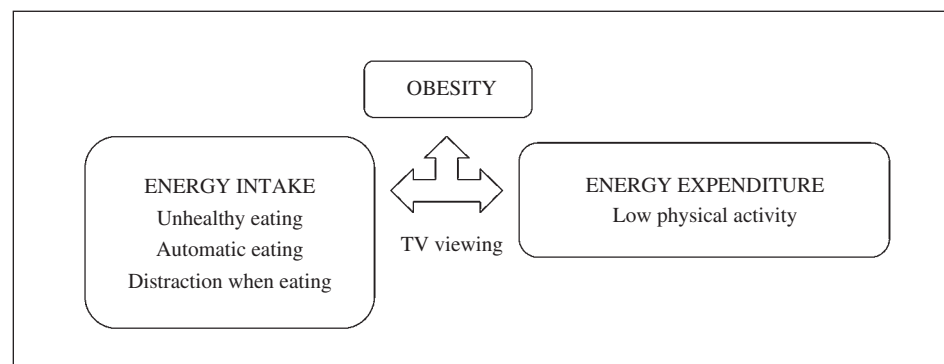 OBESITY
ENERGY INTAKE
Unhealthy eating
Automatic eating
Distraction when eating
TV viewing
ENERGY EXPENDITURE
Low physical activity